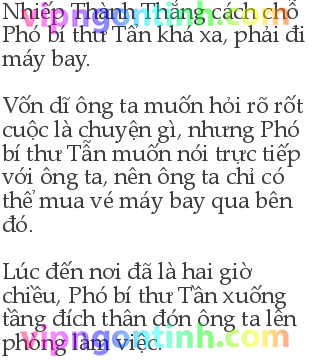 Nhiếp Thành Thắng cách chỗ
Phó bí thư Tần khá xa, phải đi
máy bay.
Vốn dĩ ông ta muốn hỏi rõ rốt
cuộc là chuyện gì, nhưng Phó
bí thư Tần muốn nói trực tiếp
với ông ta, nên ông ta chỉ có
thể mua vé máy bay qua bên
đó.
Lúc đến nơi đã là hai giờ
chiều, Phó bí thư Tần xuống
tầng đích thân đón ông ta lên
phòng làm việc.
vipngontinh.com
vipngontinh.com